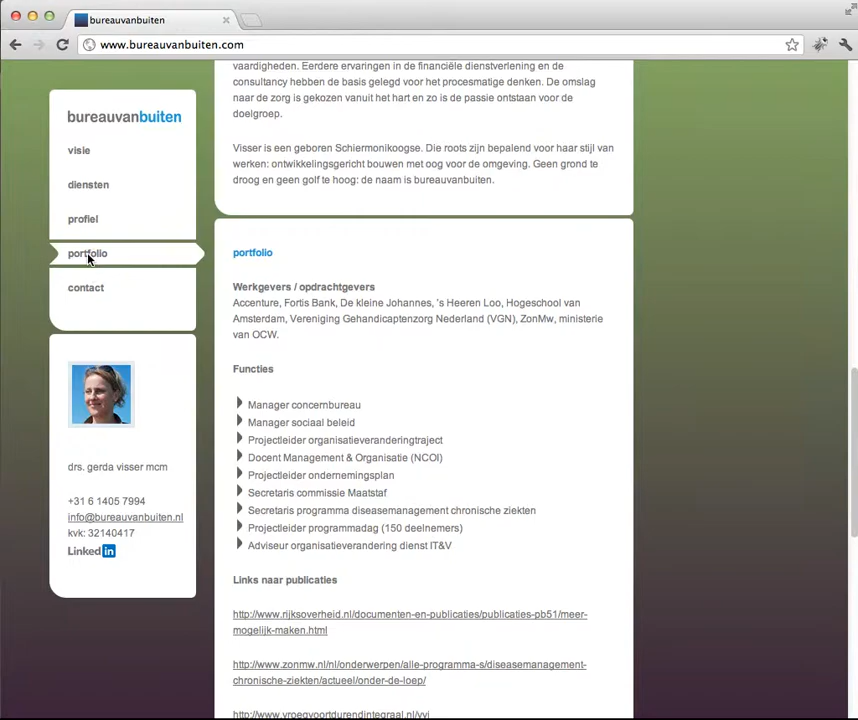 bureauvanbuiten
www.bureauvanbuiten.com
bureauvanbuiten
visie
diensten
profiel
portfolio
contact
drs. gerda visser mcm
+31 6 1405 7994
info@bureauvanbuiten.nl
kvk: 32140417
Linked in
vaardigheden. Eerdere ervaringen in de financiële dienstverlening en de
consultancy hebben de basis gelegd voor het procesmatige denken. De omslag
naar de zorg is gekozen vanuit het hart en zo is de passie ontstaan voor de
doelgroep.
Visser is een geboren Schiermonikoogse. Die roots zijn bepalend voor haar stijl van
werken: ontwikkelingsgericht bouwen met oog voor de omgeving. Geen grond te
droog en geen golf te hoog: de naam is bureauvanbuiten.
portfolio
Werkgevers / opdrachtgevers
Accenture, Fortis Bank, De kleine Johannes, 's Heeren Loo, Hogeschool van
Amsterdam, Vereniging Gehandicaptenzorg Nederland (VGN), ZonMw, ministerie
van OCW.
Functies
Manager concernbureau
Manager sociaal beleid
Projectleider organisatieveranderingtraject
Docent Management & Organisatie (NCOI)
Projectleider ondernemingsplan
Secretaris commissie Maatstaf
Secretaris programma diseasemanagement chronische ziekten
Projectleider programmadag (150 deelnemers)
Adviseur organisatieverandering dienst IT&V
Links naar publicaties
http://www.rijksoverheid.nl/documenten-en-publicaties/publicaties-pb51/meer-
mogelijk-maken.html
http://www.zonmw.nl/nl/onderwerpen/alle-programma-s/diseasemanagement-
chronische-ziekten/actueel/onder-de-loep/
http://www.vroegvoortdurendintegraal.nl/vvi